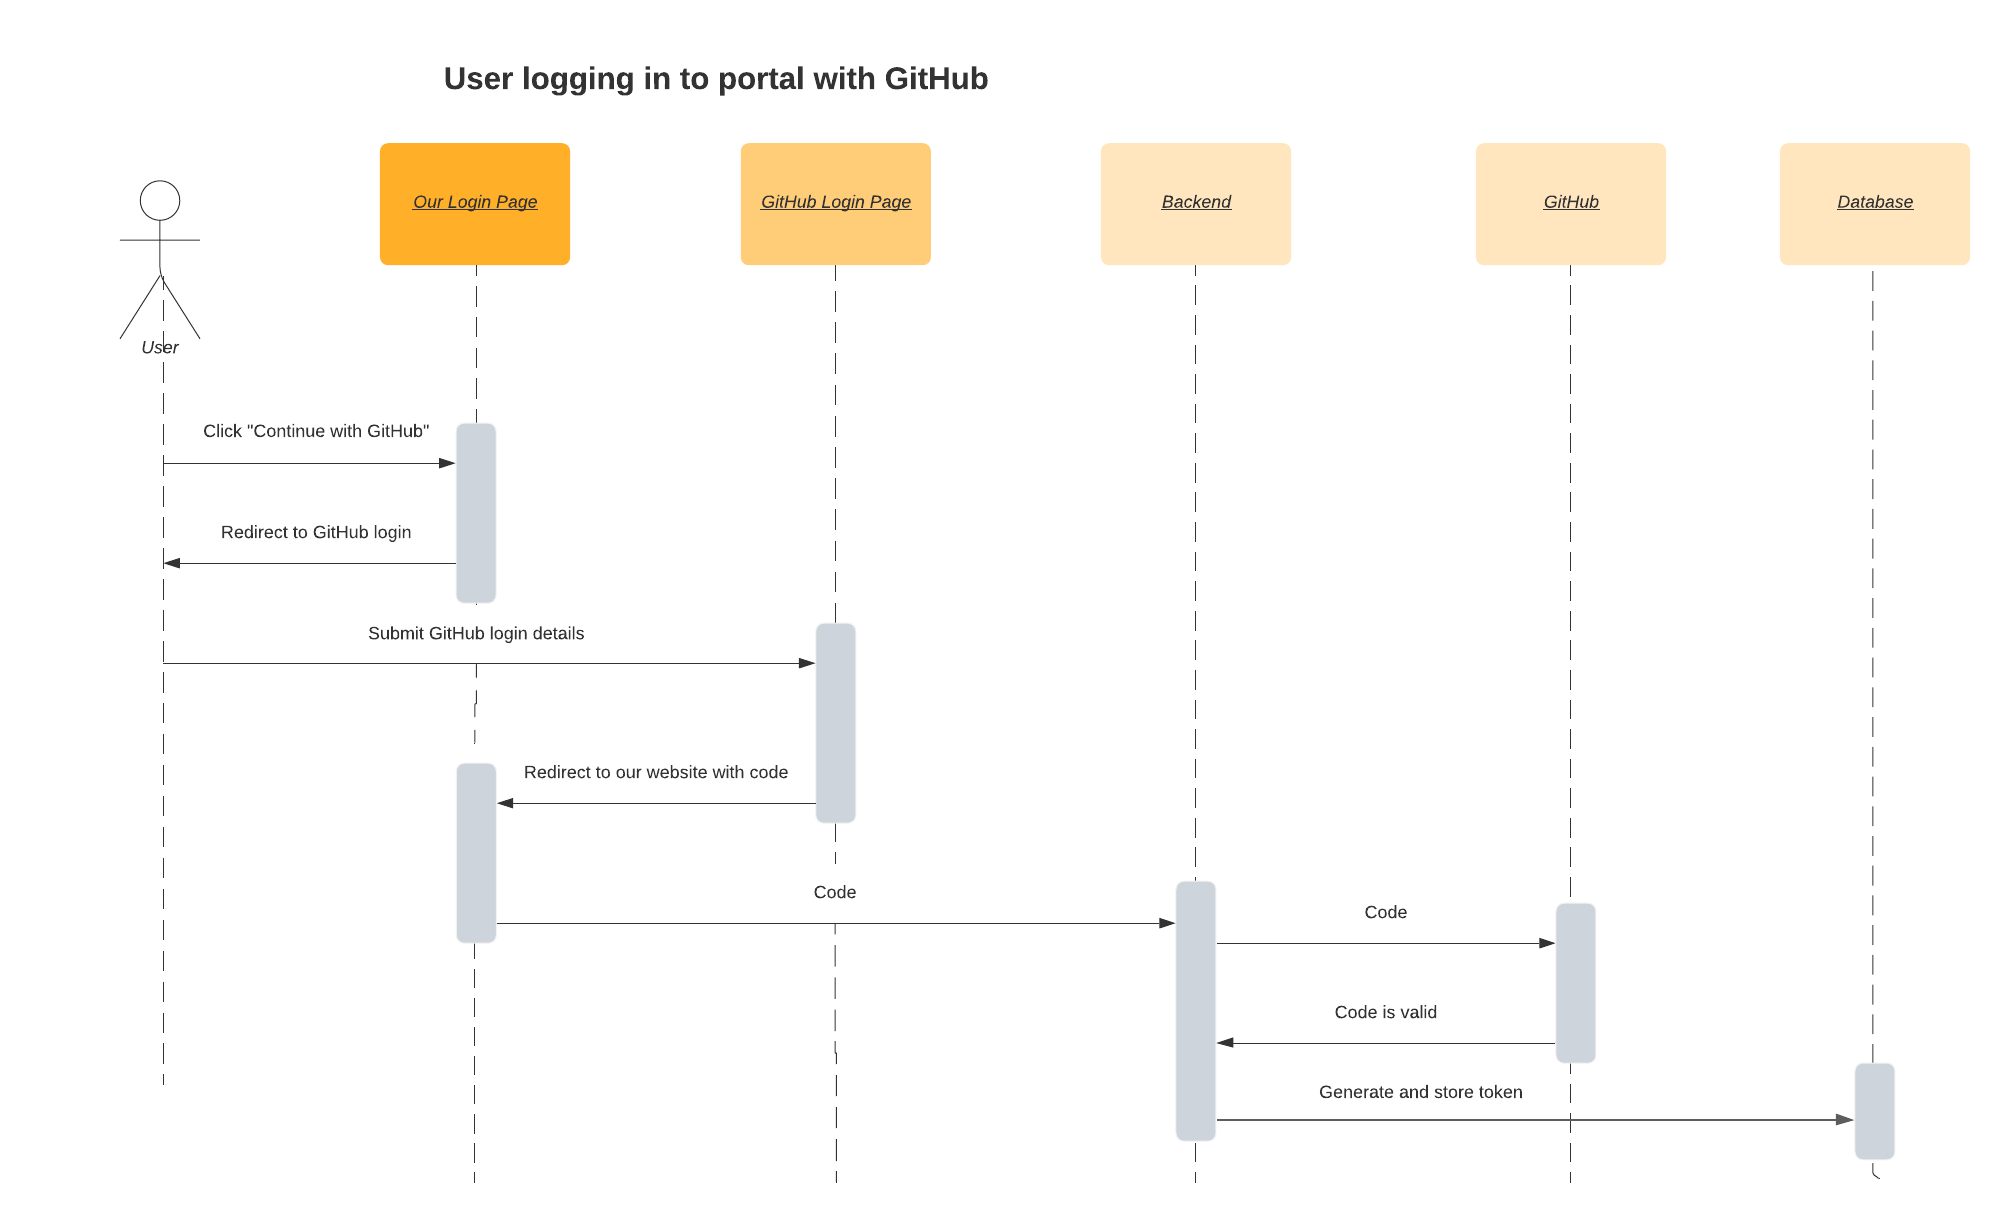 User logging in to portal with GitHub
Our Login Page
GitHub Login Page
Backend
GitHub
Database
User
Click "Continue with GitHub"
Redirect to GitHub login
Submit GitHub login details
Redirect to our website with code
Code
Code
Code is valid
Generate and store token